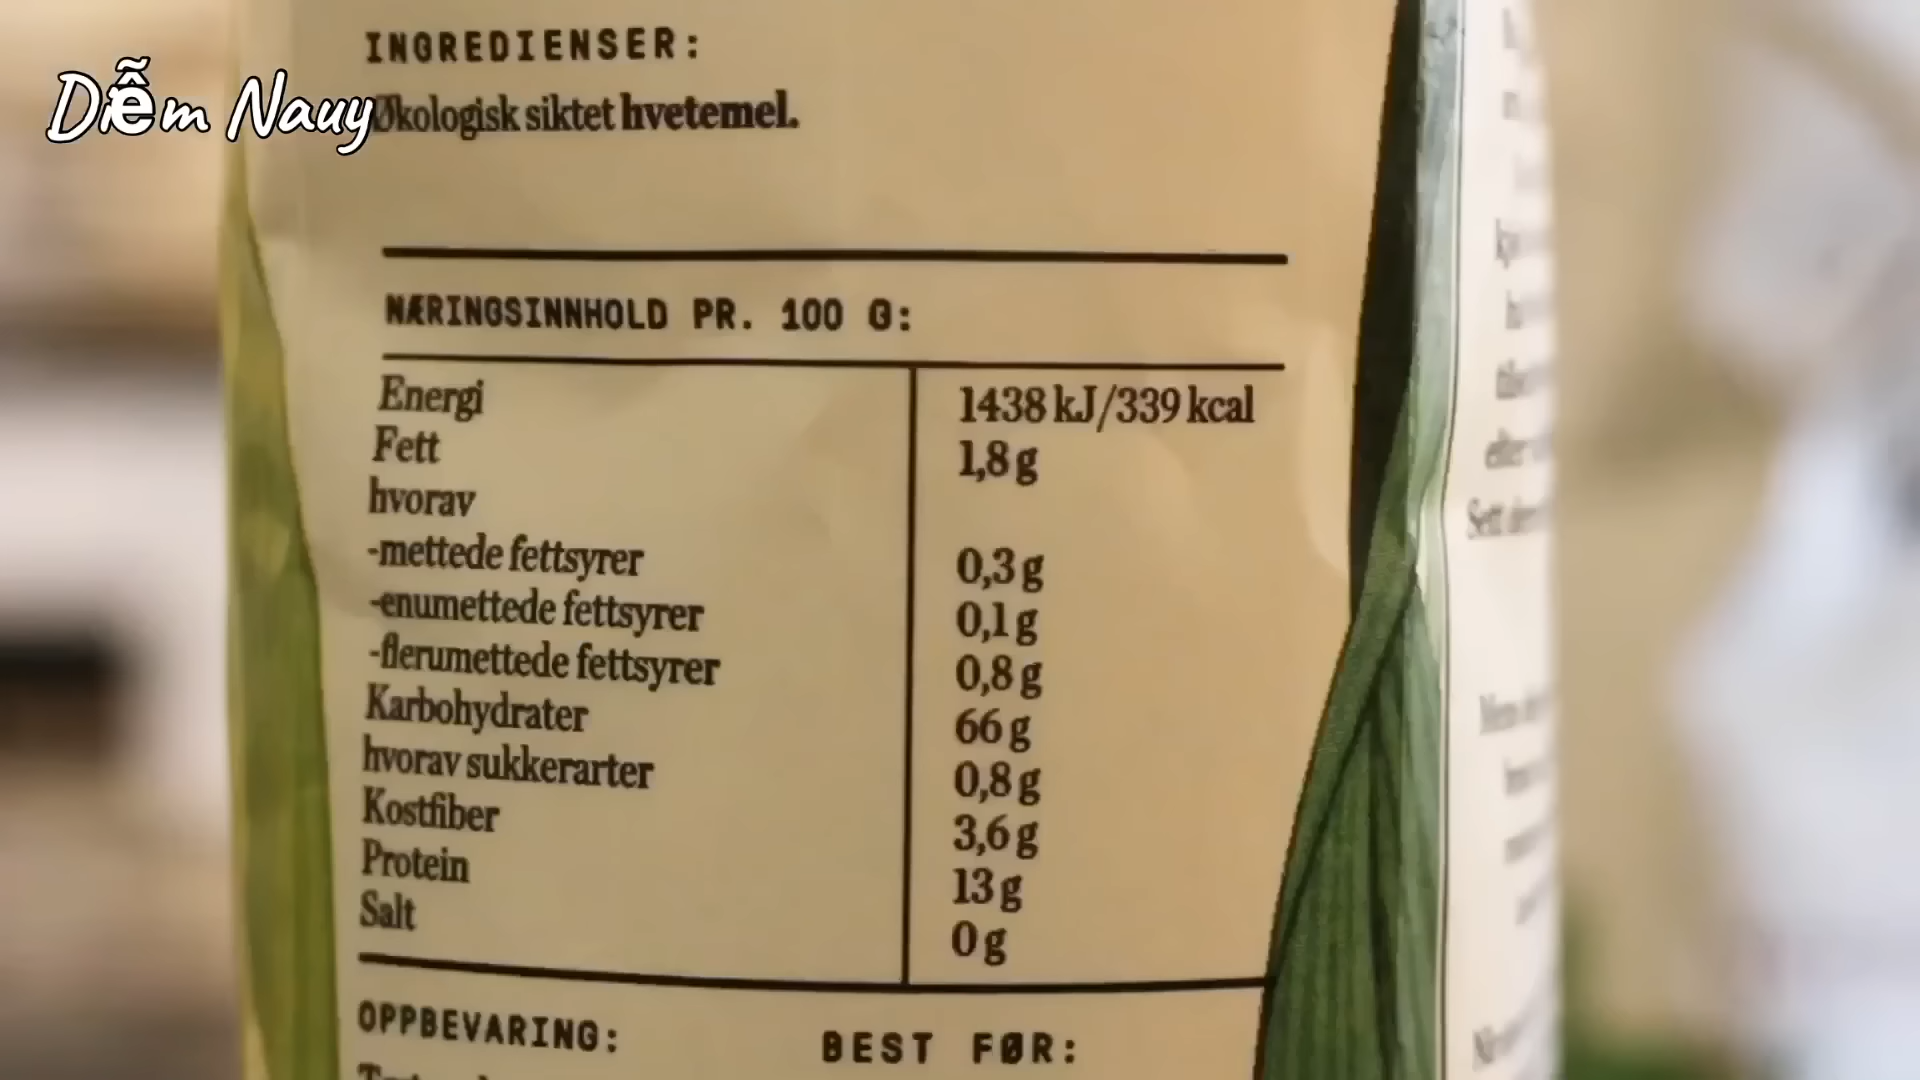 INGREDIENSER:
Diễm Nauy
Økologisk siktet hvetemel.
NÆRINGSINNHOLD PR. 100 G:
Energi 1438 kJ/339 kcal
Fett 1,8 g
hvorav
-mettede fettsyrer 0,3 g
-enumettede fettsyrer 0,1 g
-flerumettede fettsyrer 0,8 g
Karbohydrater 66 g
hvorav sukkerarter 0,8 g
Kostfiber 3,6 g
Protein 13 g
Salt 0 g
OPPBEVARING: BEST FØR:
Sett